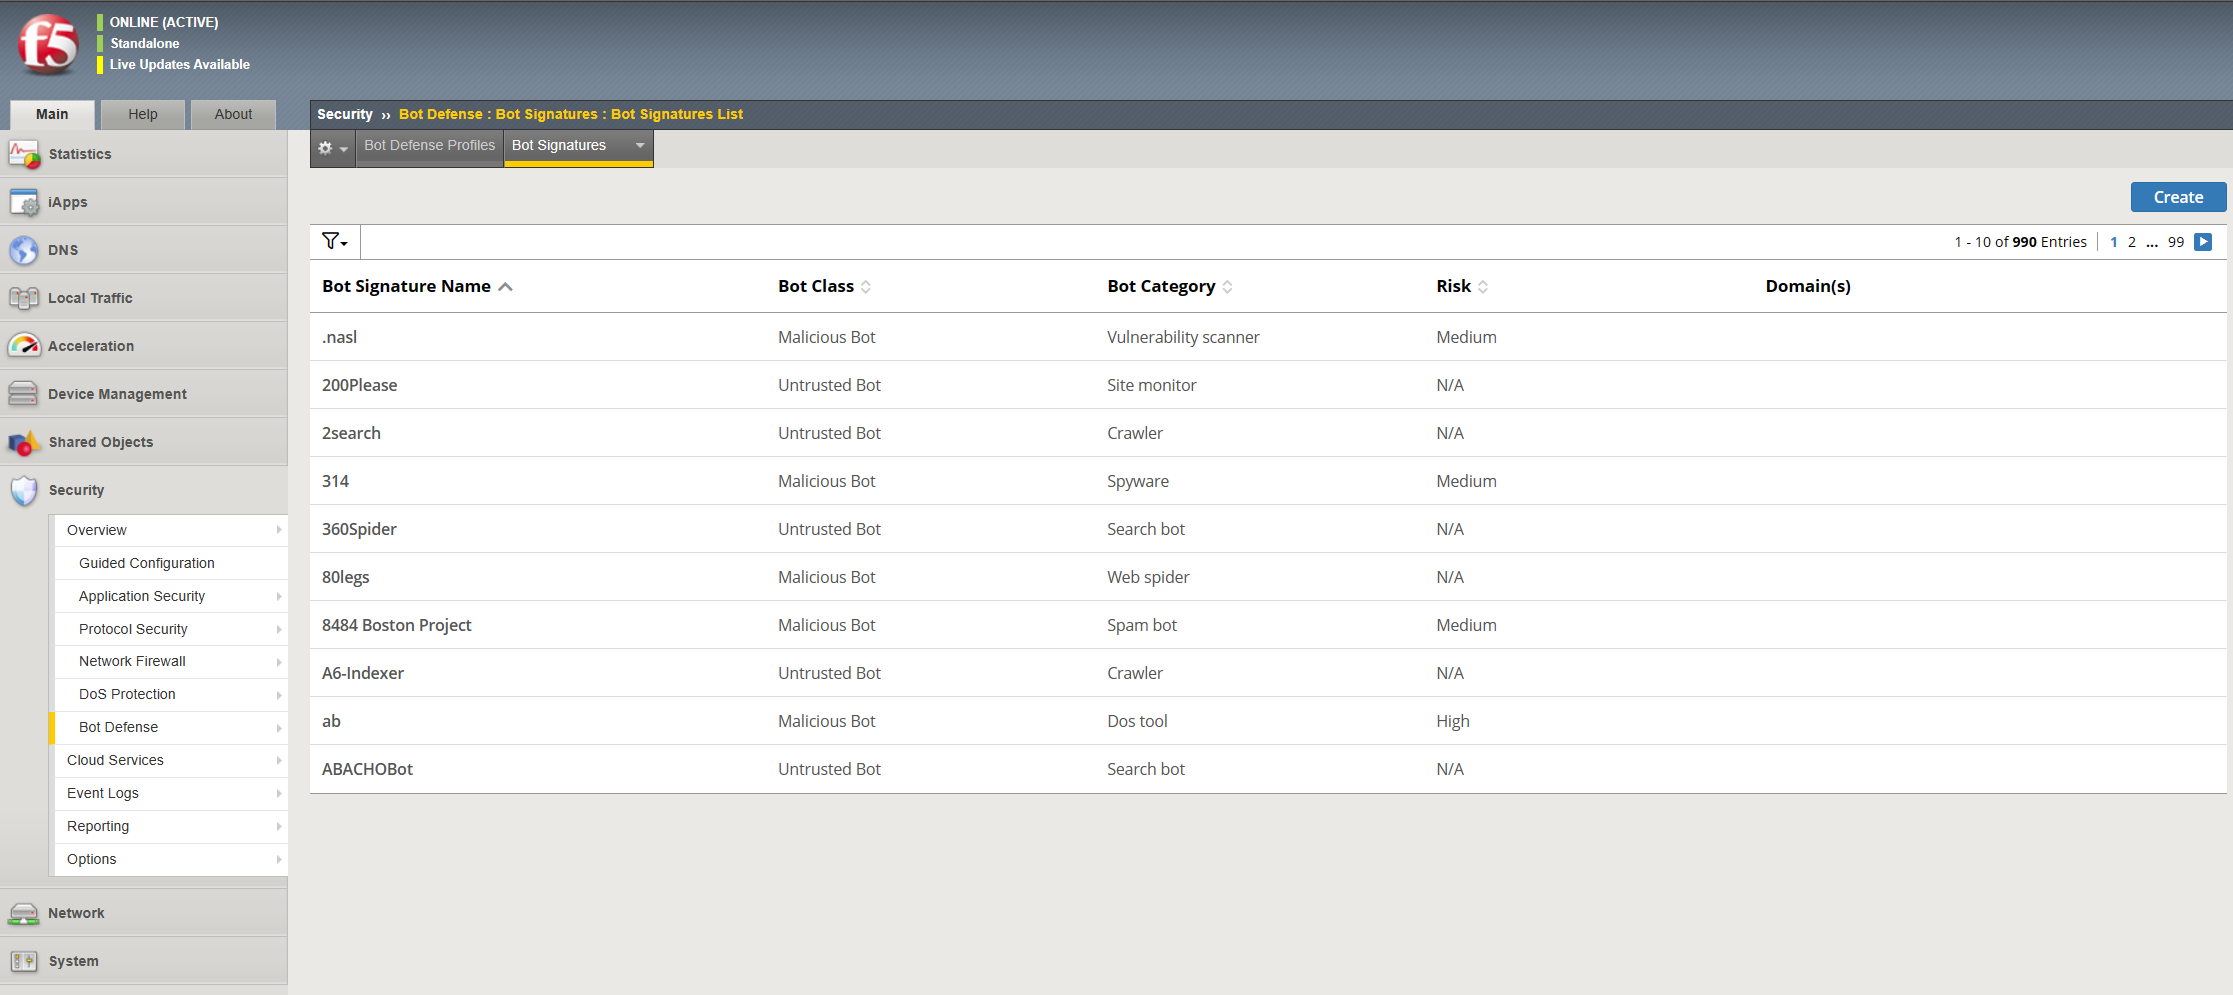 f5
ONLINE (ACTIVE)
Standalone
Live Updates Available
Main Help About
Security ›› Bot Defense : Bot Signatures : Bot Signatures List
Bot Defense Profiles Bot Signatures
Statistics
iApps
DNS
Local Traffic
Acceleration
Device Management
Shared Objects
Security
Overview
Guided Configuration
Application Security
Protocol Security
Network Firewall
DoS Protection
Bot Defense
Cloud Services
Event Logs
Reporting
Options
Network
System
Create
1 - 10 of 990 Entries 1 2 ... 99
Bot Signature Name Bot Class Bot Category Risk Domain(s)
.nasl Malicious Bot Vulnerability scanner Medium
200Please Untrusted Bot Site monitor N/A
2search Untrusted Bot Crawler N/A
314 Malicious Bot Spyware Medium
360Spider Untrusted Bot Search bot N/A
80legs Malicious Bot Web spider N/A
8484 Boston Project Malicious Bot Spam bot Medium
A6-Indexer Untrusted Bot Crawler N/A
ab Malicious Bot Dos tool High
ABACHOBot Untrusted Bot Search bot N/A